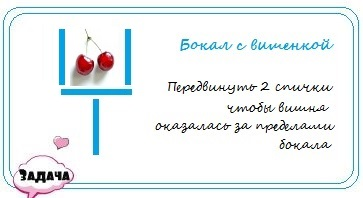 Бокал с вишенкой
Передвинуть 2 спички
чтобы вишня
оказалась за пределами
бокала
ЗАДАЧА